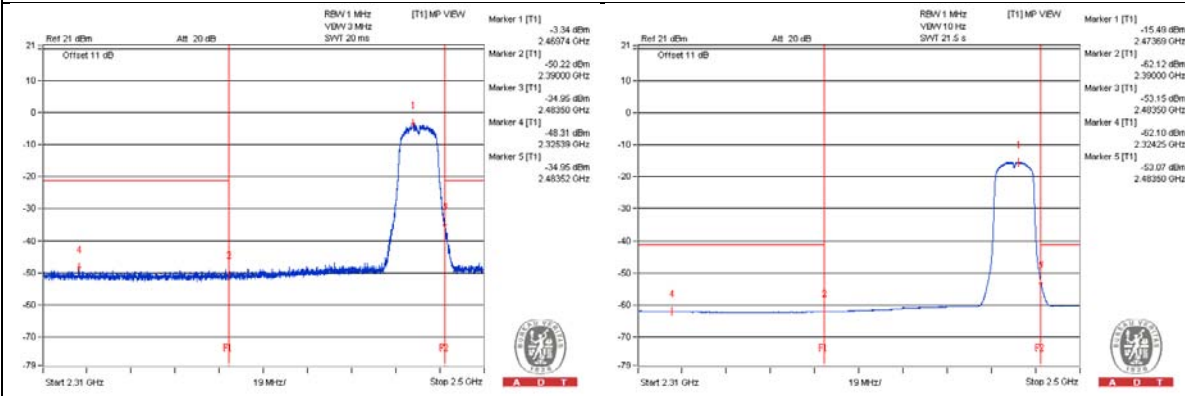 RBW 1 MHz
[T1] MP VIEW
VBW 3 MHz
Ref 21 dBm
Att 20 dB
SWT 20 ms
Marker 1 [T1]
-3.34 dBm
2.46974 GHz
Marker 2 [T1]
-50.22 dBm
2.39000 GHz
Marker 3 [T1]
-34.95 dBm
2.48350 GHz
Marker 4 [T1]
-48.31 dBm
2.32539 GHz
Marker 5 [T1]
-34.95 dBm
2.48352 GHz
21
Offset 11 dB
10
0
-10
-20
-30
-40
-50
-60
-70
-79
1
4
2
F1
F2
Start 2.31 GHz
19 MHz/
Stop 2.5 GHz
BUREAU VERITAS
1828
A D T
RBW 1 MHz
[T1] MP VIEW
VBW 10 Hz
Ref 21 dBm
Att 20 dB
SWT 21.5 s
Marker 1 [T1]
-15.49 dBm
2.47369 GHz
Marker 2 [T1]
-62.12 dBm
2.39000 GHz
Marker 3 [T1]
-53.15 dBm
2.48350 GHz
Marker 4 [T1]
-62.10 dBm
2.32425 GHz
Marker 5 [T1]
-53.07 dBm
2.48350 GHz
21
Offset 11 dB
10
0
-10
-20
-30
-40
-50
-60
-70
-79
1
4
2
F1
F2
Start 2.31 GHz
19 MHz/
Stop 2.5 GHz
BUREAU VERITAS
1828
A D T